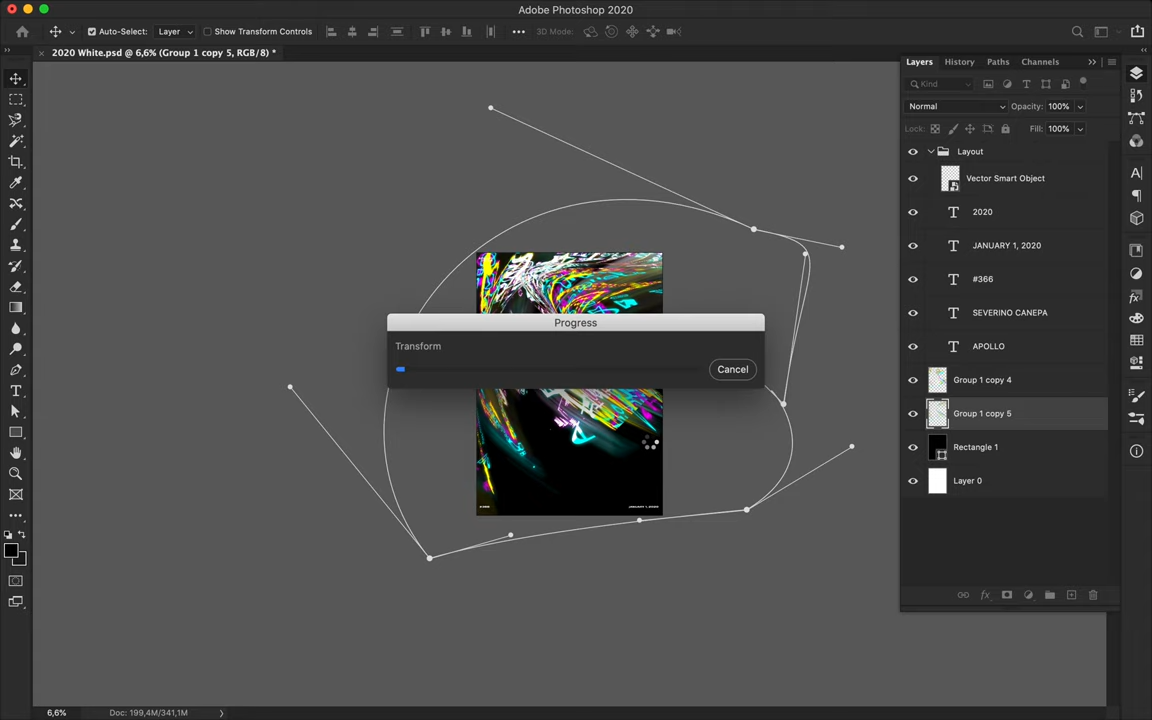 Adobe Photoshop 2020
Auto-Select: Layer Show Transform Controls 3D Mode:
2020 White.psd @ 6,6% (Group 1 copy 5, RGB/8) *
Layers History Paths Channels
Kind
Normal Opacity: 100%
Lock: Fill: 100%
Layout
Vector Smart Object
2020
JANUARY 1, 2020
#366
SEVERINO CANEPA
APOLLO
Group 1 copy 4
Group 1 copy 5
Rectangle 1
Layer 0
Progress
Transform
Cancel
JANUARY 1, 2020
6,6% Doc: 199,4M/341,1M